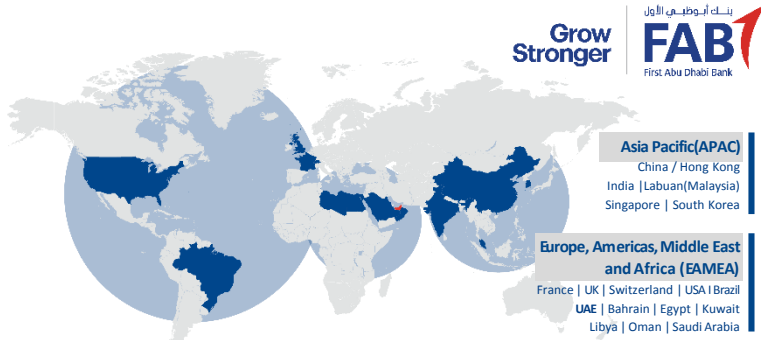 Grow
Stronger
بنك أبوظبي الأول
FAB
First Abu Dhabi Bank
Asia Pacific(APAC)
China / Hong Kong
India |Labuan(Malaysia)
Singapore | South Korea
Europe, Americas, Middle East
and Africa (EAMEA)
France | UK | Switzerland | USA I Brazil
UAE | Bahrain | Egypt | Kuwait
Libya | Oman | Saudi Arabia